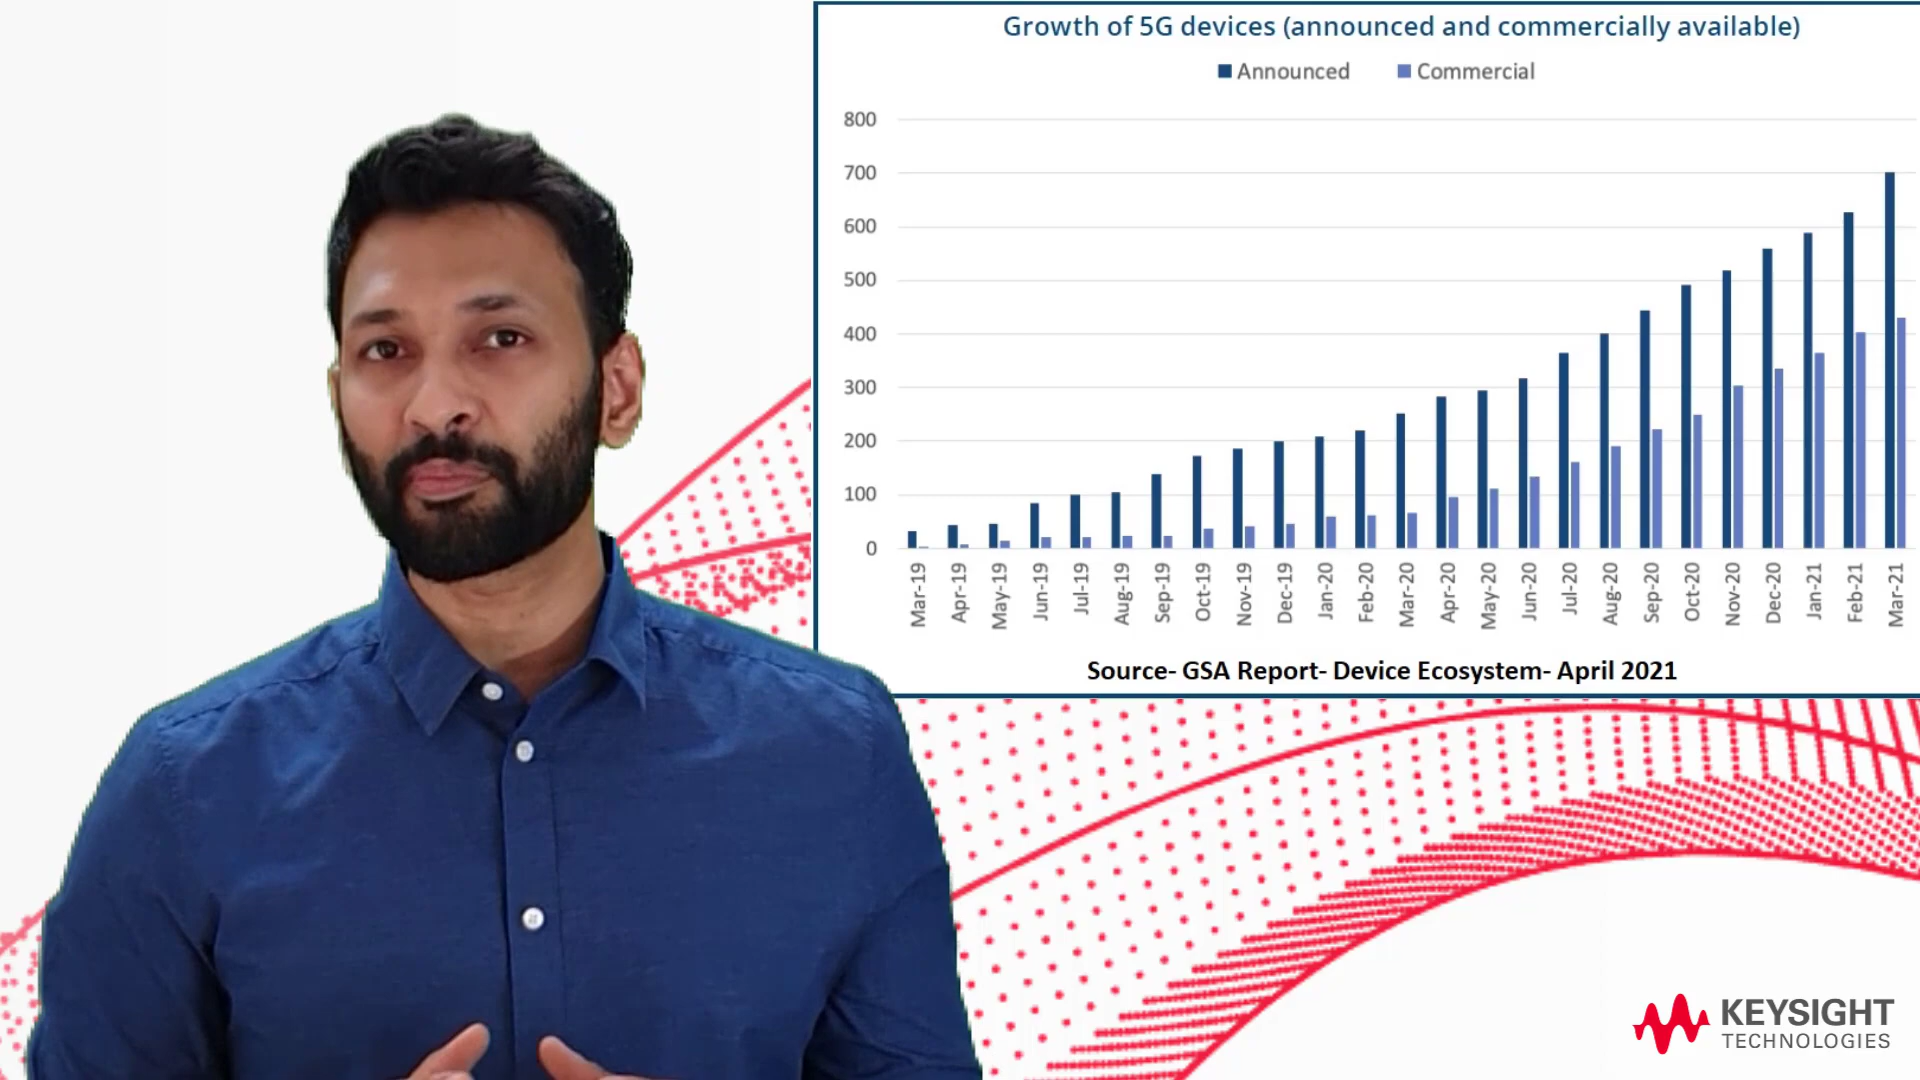 Growth of 5G devices (announced and commercially available)
Announced Commercial
800
700
600
500
400
300
200
100
0
Mar-19 Apr-19 May-19 Jun-19 Jul-19 Aug-19 Sep-19 Oct-19 Nov-19 Dec-19 Jan-20 Feb-20 Mar-20 Apr-20 May-20 Jun-20 Jul-20 Aug-20 Sep-20 Oct-20 Nov-20 Dec-20 Jan-21 Feb-21 Mar-21
Source- GSA Report- Device Ecosystem- April 2021
KEYSIGHT
TECHNOLOGIES